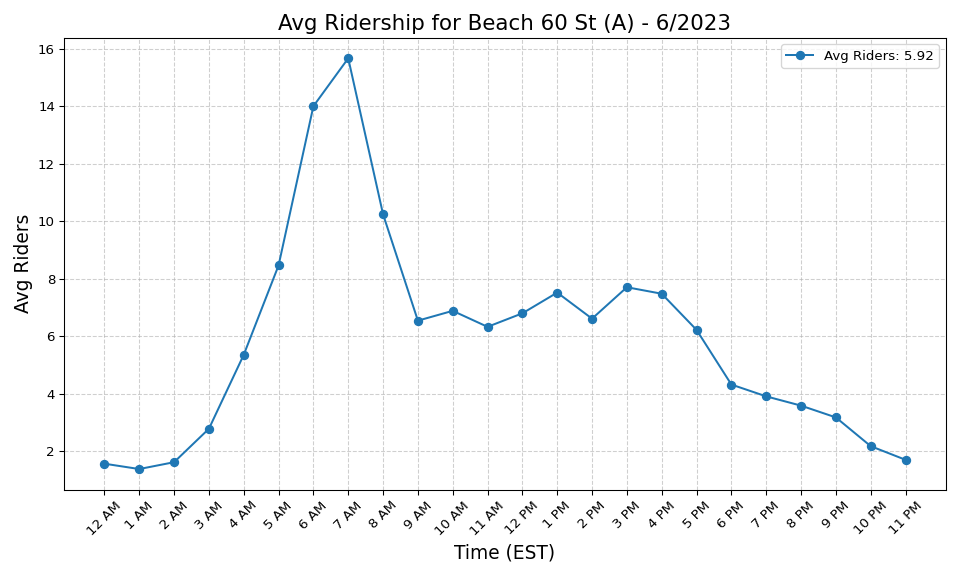 Avg Ridership for Beach 60 St (A) - 6/2023
Avg Riders: 5.92
Avg Riders
16
14
12
10
8
6
4
2
12 AM 1 AM 2 AM 3 AM 4 AM 5 AM 6 AM 7 AM 8 AM 9 AM 10 AM 11 AM 12 PM 1 PM 2 PM 3 PM 4 PM 5 PM 6 PM 7 PM 8 PM 9 PM 10 PM 11 PM
Time (EST)